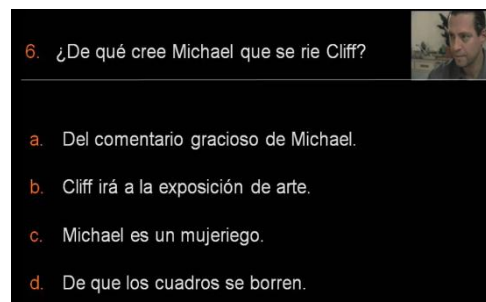 6. ¿De qué cree Michael que se rie Cliff?
a. Del comentario gracioso de Michael.
b. Cliff irá a la exposición de arte.
c. Michael es un mujeriego.
d. De que los cuadros se borren.